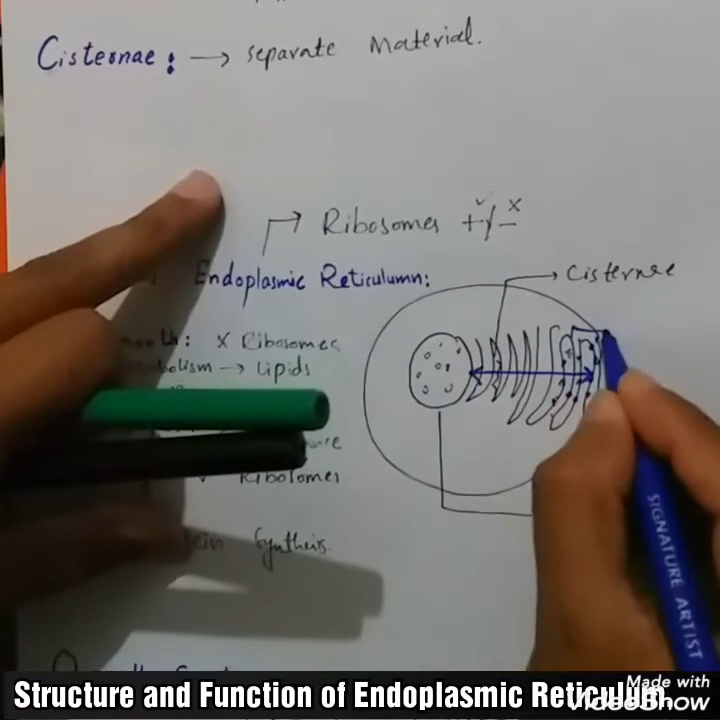 Cisternae: → separate Material.
Ribosomes +/- ✓ x
Endoplasmic Reticulumn:
Cisternae
x Ribosomes
→ Lipids
Ribosomes
Synthesis.
SIGNATURE ARTIST
Structure and Function of Endoplasmic Reticulum.
Made with
VideoShow